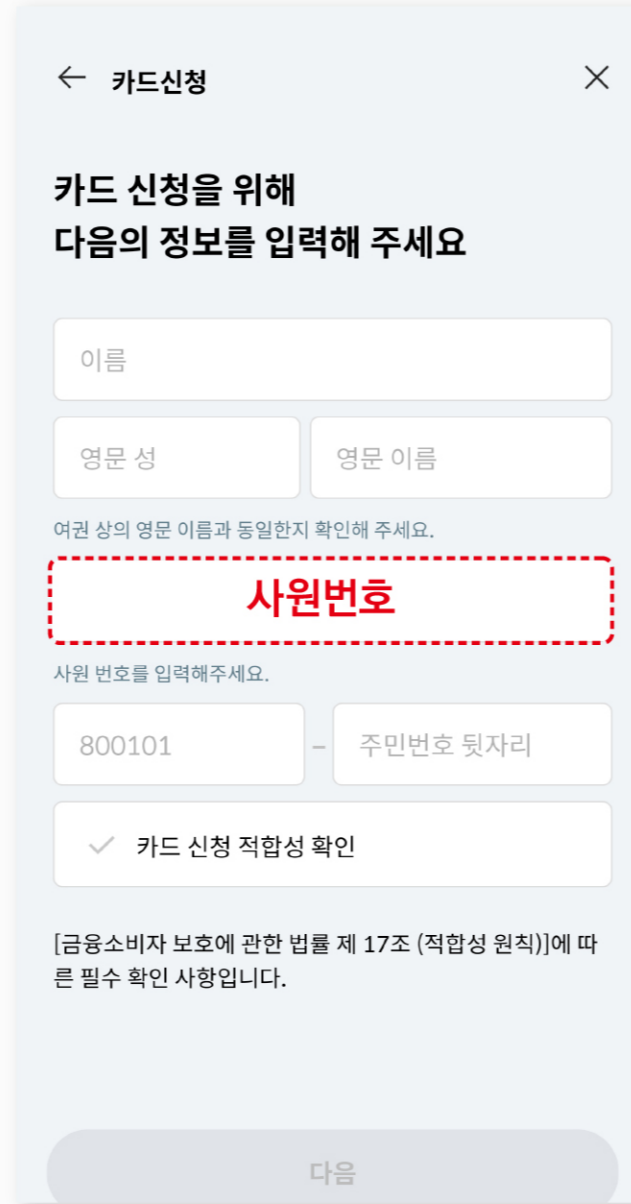 카드신청
카드 신청을 위해
다음의 정보를 입력해 주세요
이름
영문 성 영문 이름
여권 상의 영문 이름과 동일한지 확인해 주세요.
사원번호
사원 번호를 입력해주세요.
800101 – 주민번호 뒷자리
카드 신청 적합성 확인
[금융소비자 보호에 관한 법률 제 17조 (적합성 원칙)]에 따
른 필수 확인 사항입니다.
다음